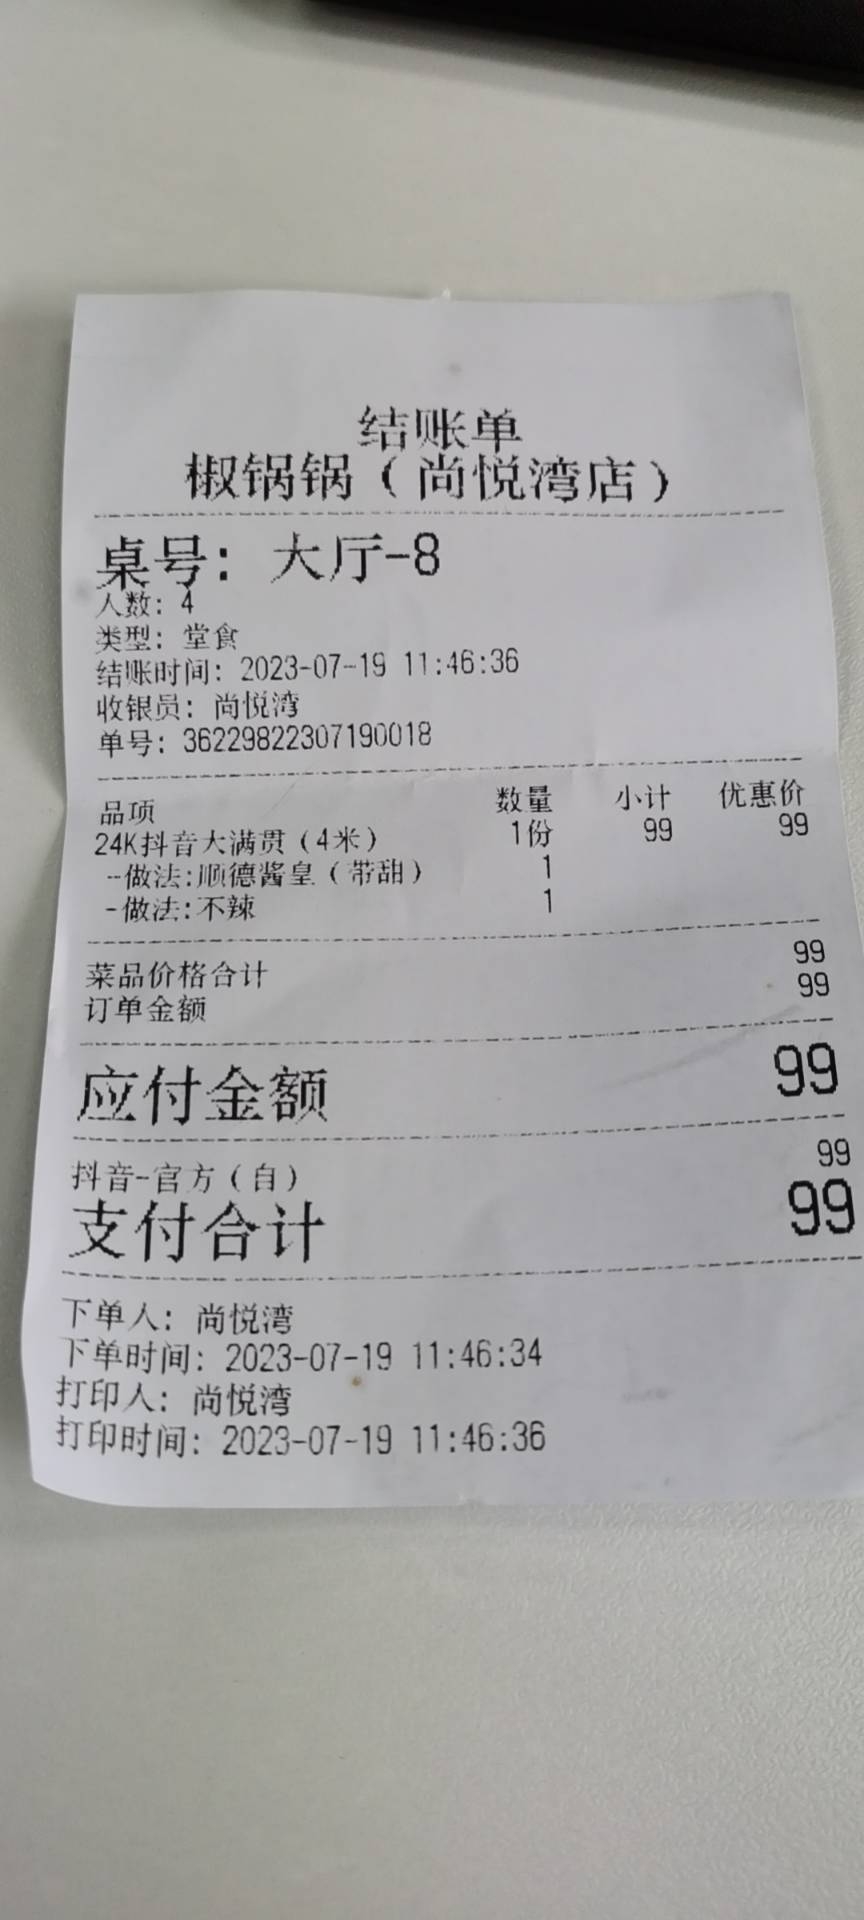 结账单
椒锅锅（尚悦湾店）
桌号：大厅-8
人数：4
类型：堂食
结账时间：2023-07-19 11:46:36
收银员：尚悦湾
单号：36229822307190018
品项 数量 小计 优惠价
24K抖音大满贯（4米） 1份 99 99
--做法:顺德酱皇（带甜） 1
-做法:不辣 1
菜品价格合计 99
订单金额 99
应付金额 99
抖音-官方（自） 99
支付合计 99
下单人：尚悦湾
下单时间：2023-07-19 11:46:34
打印人：尚悦湾
打印时间：2023-07-19 11:46:36